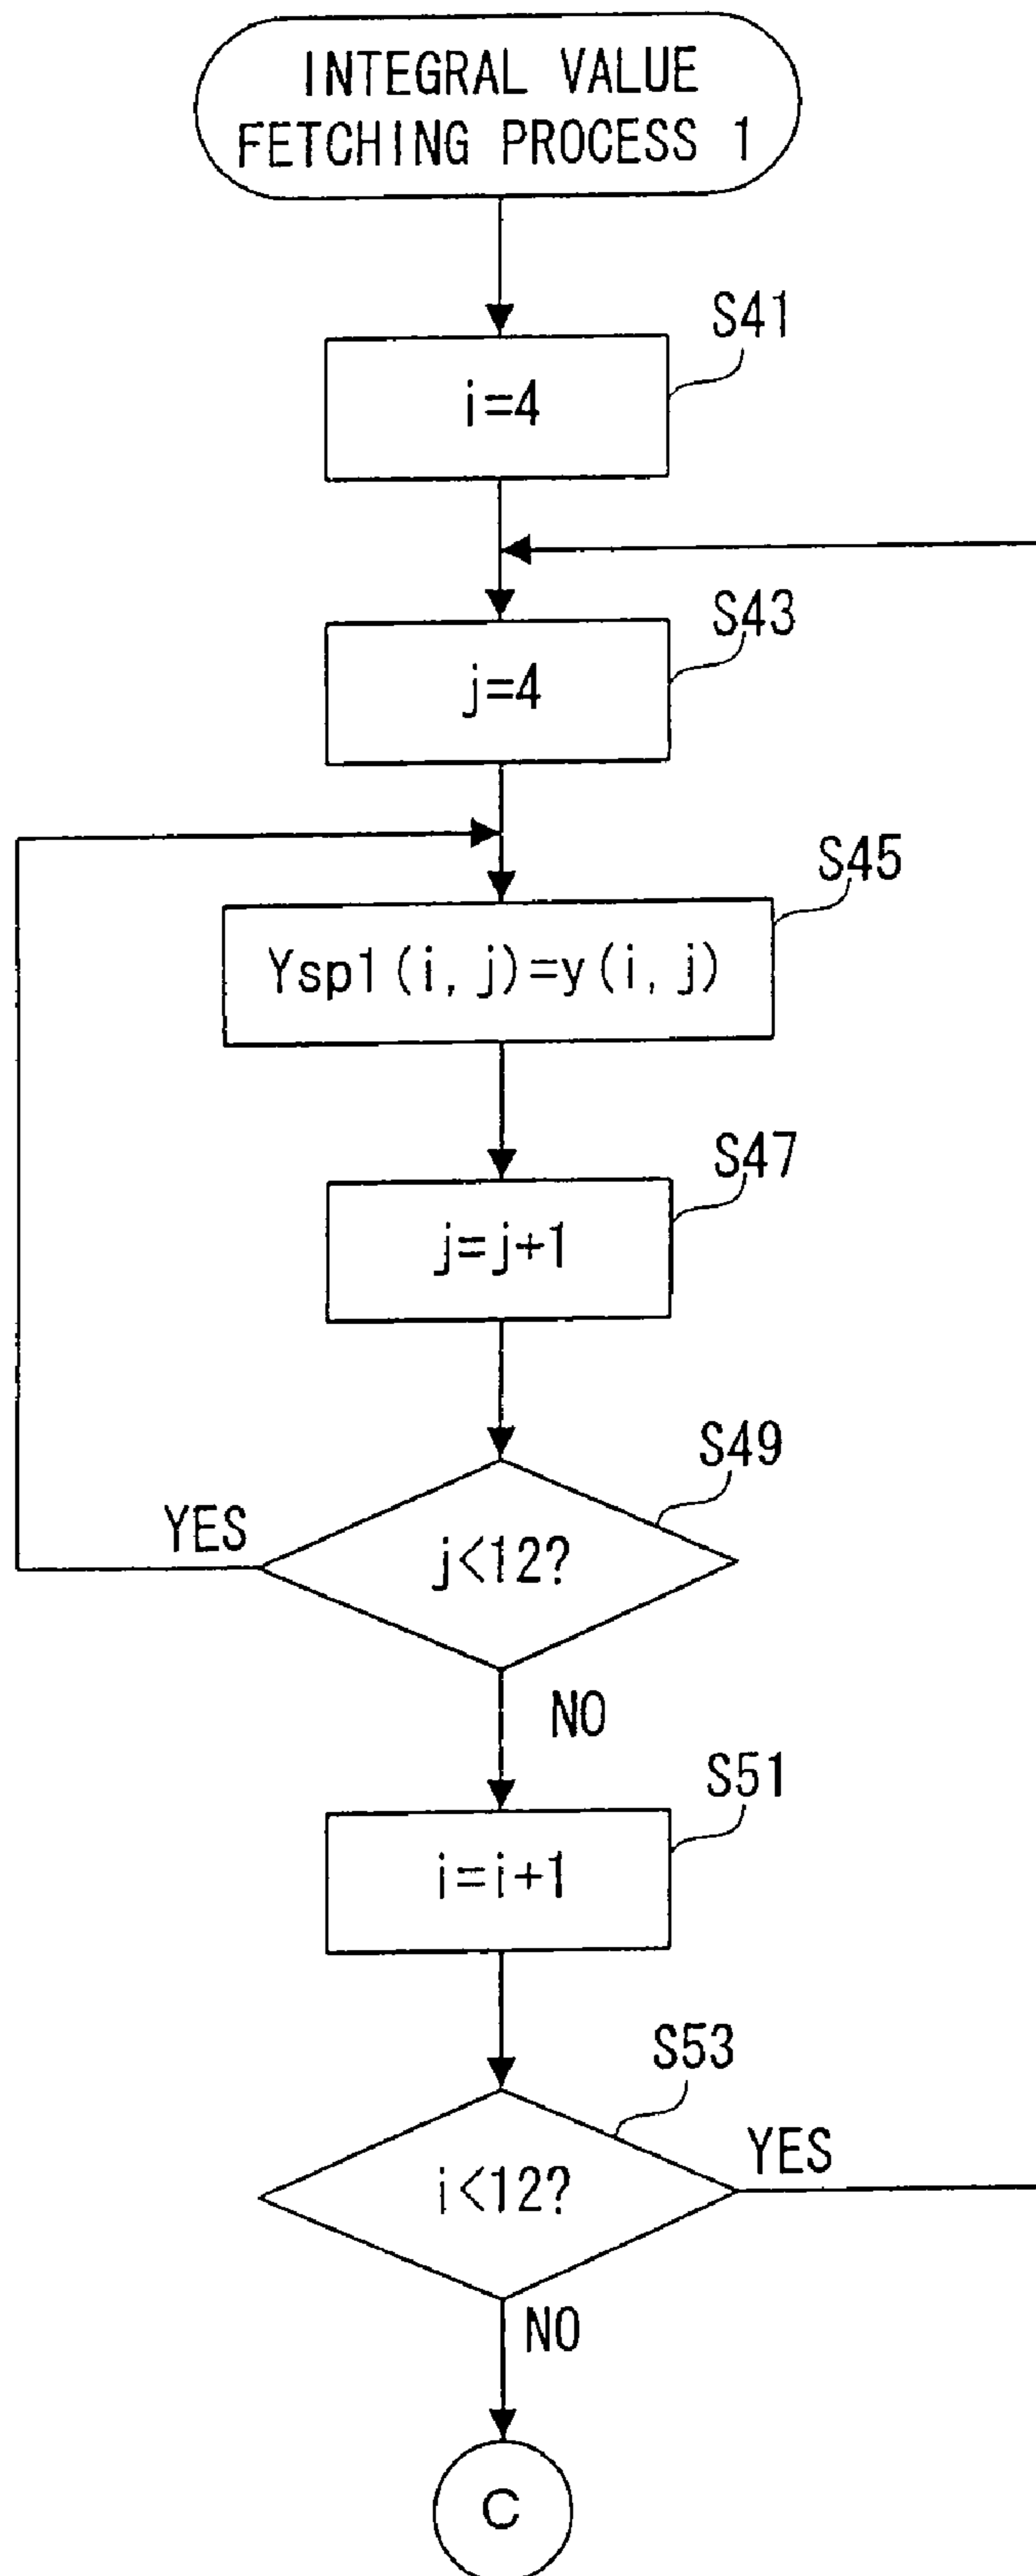 INTEGRAL VALUE
FETCHING PROCESS 1
S41
i=4
S43
j=4
S45
Ysp1(i, j)=y(i, j)
S47
j=j+1
S49
YES
j<12?
NO
S51
i=i+1
S53
YES
i<12?
NO
C